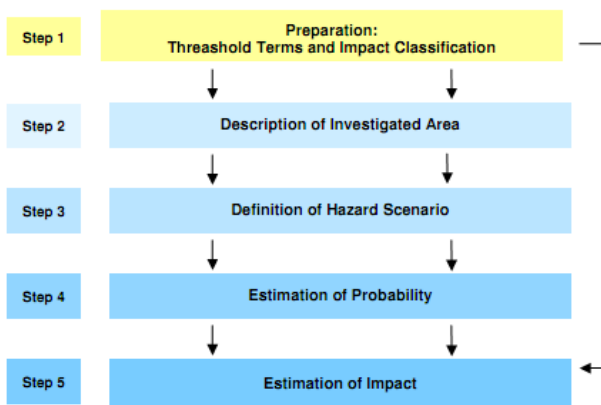 Step 1
Preparation:
Threashold Terms and Impact Classification
Step 2
Description of Investigated Area
Step 3
Definition of Hazard Scenario
Step 4
Estimation of Probability
Step 5
Estimation of Impact